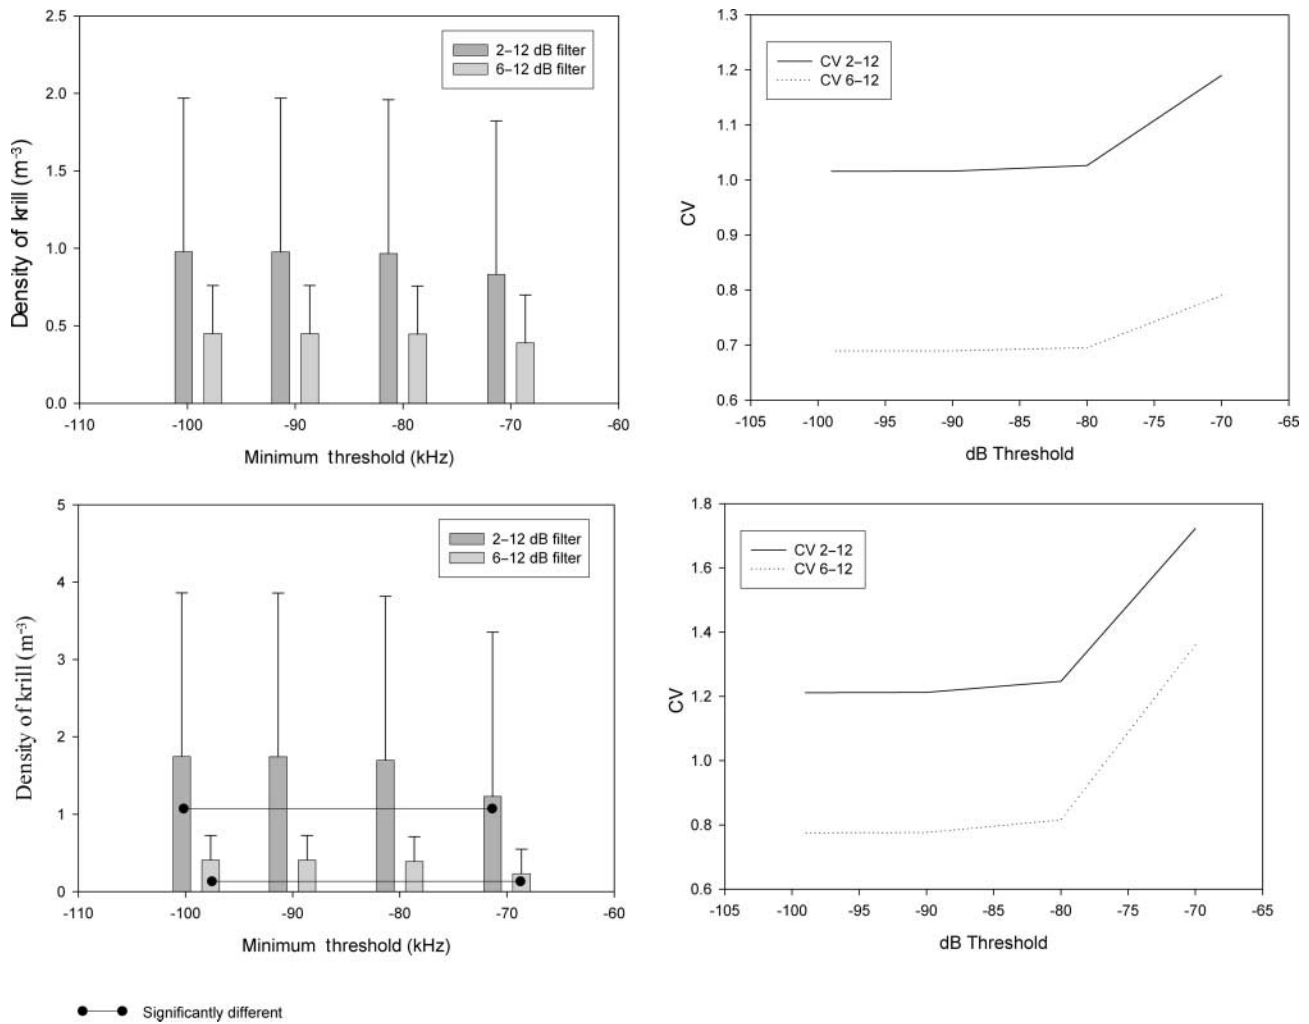 2.5
2.0
1.5
1.0
0.5
0.0
Density of krill (m⁻³)
2–12 dB filter
6–12 dB filter
-110 -100 -90 -80 -70 -60
Minimum threshold (kHz)
1.3
1.2
1.1
1.0
0.9
0.8
0.7
0.6
CV
CV 2–12
CV 6–12
-105 -100 -95 -90 -85 -80 -75 -70 -65
dB Threshold
5
4
3
2
1
0
Density of krill (m⁻³)
2–12 dB filter
6–12 dB filter
-110 -100 -90 -80 -70 -60
Minimum threshold (kHz)
1.8
1.6
1.4
1.2
1.0
0.8
0.6
CV
CV 2–12
CV 6–12
-105 -100 -95 -90 -85 -80 -75 -70 -65
dB Threshold
Significantly different